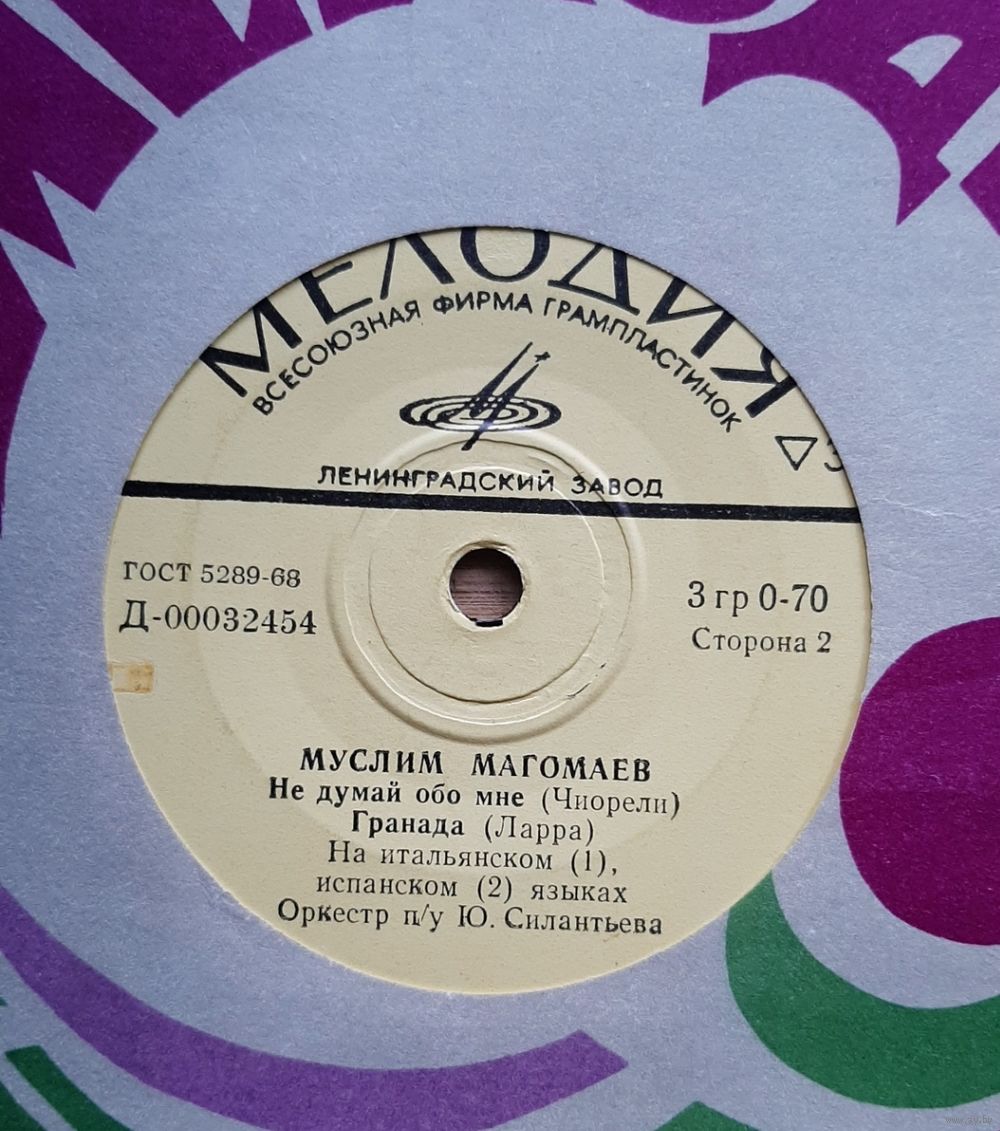 МЕЛОДИЯ
ВСЕСОЮЗНАЯ ФИРМА ГРАМПЛАСТИНОК
ЛЕНИНГРАДСКИЙ ЗАВОД
ГОСТ 5289-68
Д-00032454
3 гр 0-70
Сторона 2
МУСЛИМ МАГОМАЕВ
Не думай обо мне (Чиорели)
Гранада (Ларра)
На итальянском (1),
испанском (2) языках
Оркестр п/у Ю. Силантьева